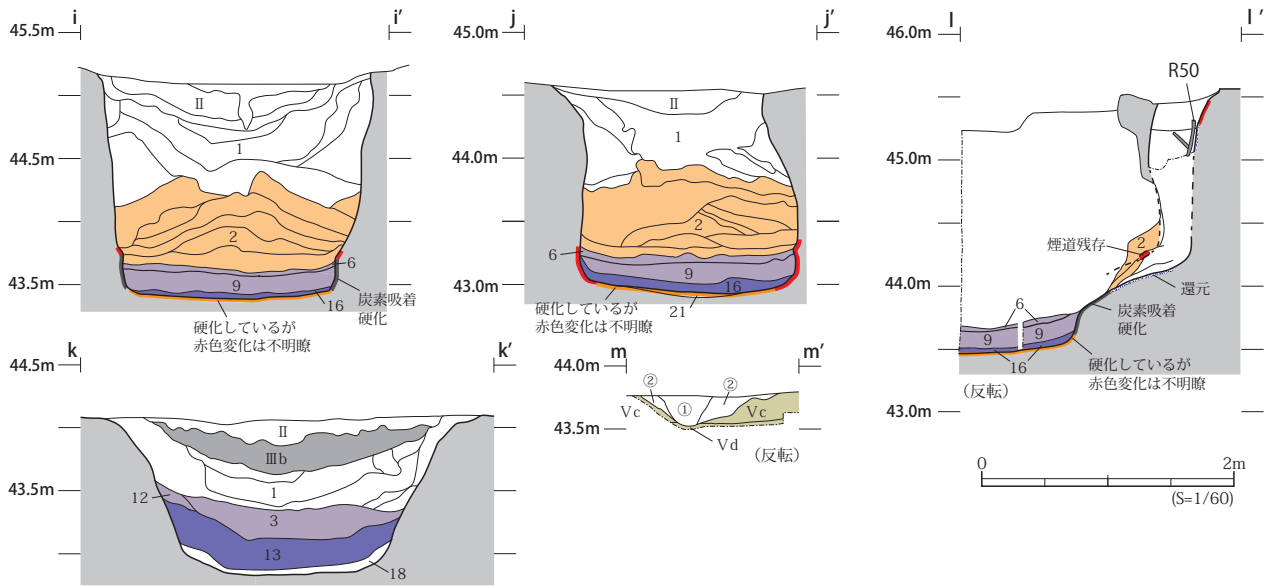 i
i’
45.5m
44.5m
43.5m
II
1
2
6
9
16
炭素吸着
硬化
硬化しているが
赤色変化は不明瞭
j
j’
45.0m
44.0m
43.0m
II
1
2
6
9
16
21
硬化しているが
赤色変化は不明瞭
l
l’
46.0m
45.0m
44.0m
43.0m
R50
2
煙道残存
還元
炭素吸着
硬化
6
9
9
16
硬化しているが
赤色変化は不明瞭
(反転)
k
k’
44.5m
43.5m
II
IIIb
1
12
3
13
18
m
m’
44.0m
43.5m
②
②
①
Vc
Vc
Vd
(反転)
0
2m
(S=1/60)